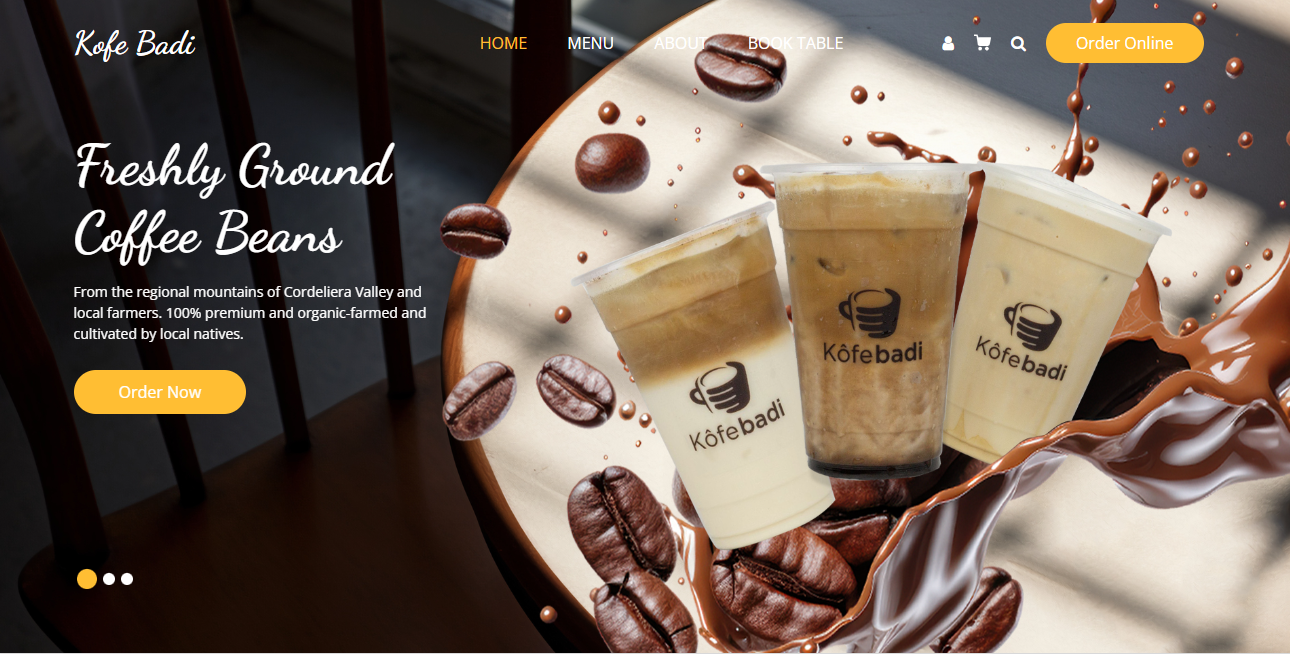 Kofe Badi
HOME MENU ABOUT BOOK TABLE
Order Online
Freshly Ground
Coffee Beans
From the regional mountains of Cordeliera Valley and
local farmers. 100% premium and organic-farmed and
cultivated by local natives.
Order Now
Kôfebadi
Kôfebadi
Kôfebadi